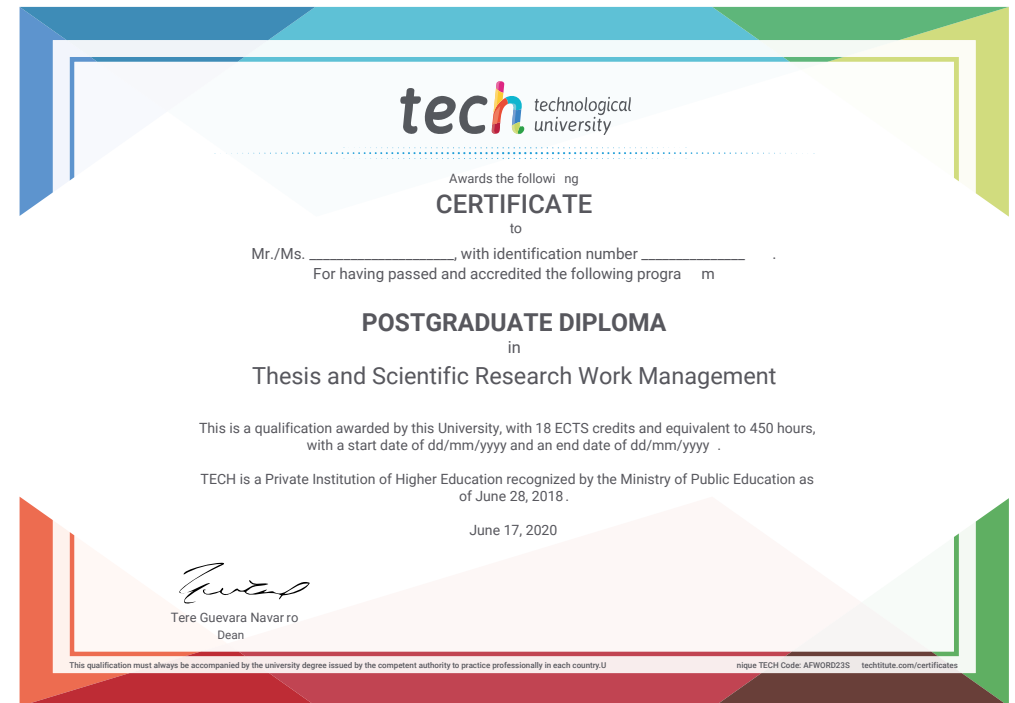 tech technological
university
Awards the followi ng
CERTIFICATE
to
Mr./Ms. _____________________, with identification number _______________ .
For having passed and accredited the following progra m
POSTGRADUATE DIPLOMA
in
Thesis and Scientific Research Work Management
This is a qualification awarded by this University, with 18 ECTS credits and equivalent to 450 hours,
with a start date of dd/mm/yyyy and an end date of dd/mm/yyyy .
TECH is a Private Institution of Higher Education recognized by the Ministry of Public Education as
of June 28, 2018.
June 17, 2020
Tere Guevara Navarro
Dean
This qualification must always be accompanied by the university degree issued by the competent authority to practice professionally in each country.U nique TECH Code: AFWORD23S techtitute.com/certificates